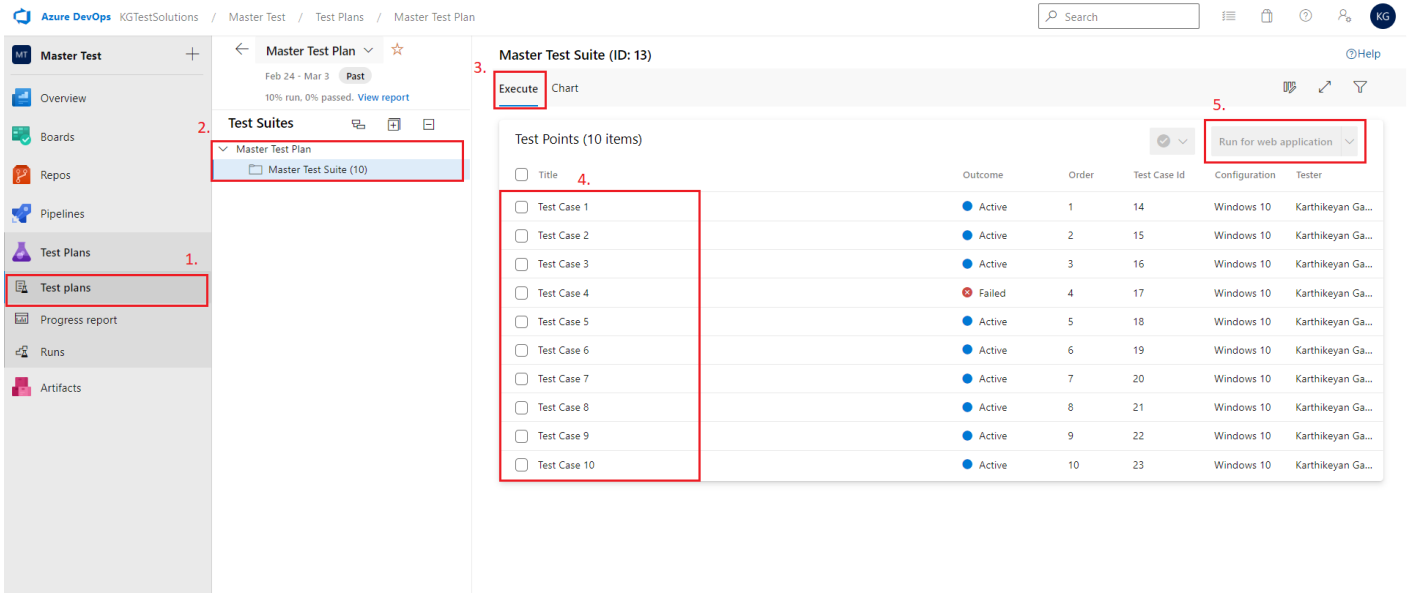 Azure DevOps KGTestSolutions / Master Test / Test Plans / Master Test Plan
Search
KG
MT Master Test
Overview
Boards
Repos
Pipelines
Test Plans
1.
Test plans
Progress report
Runs
Artifacts
Master Test Plan
Feb 24 - Mar 3 Past
10% run, 0% passed. View report
Test Suites
2.
Master Test Plan
Master Test Suite (10)
Master Test Suite (ID: 13)
Help
3.
Execute Chart
5.
Test Points (10 items)
Run for web application
Title Outcome Order Test Case Id Configuration Tester
4.
Test Case 1 Active 1 14 Windows 10 Karthikeyan Ga...
Test Case 2 Active 2 15 Windows 10 Karthikeyan Ga...
Test Case 3 Active 3 16 Windows 10 Karthikeyan Ga...
Test Case 4 Failed 4 17 Windows 10 Karthikeyan Ga...
Test Case 5 Active 5 18 Windows 10 Karthikeyan Ga...
Test Case 6 Active 6 19 Windows 10 Karthikeyan Ga...
Test Case 7 Active 7 20 Windows 10 Karthikeyan Ga...
Test Case 8 Active 8 21 Windows 10 Karthikeyan Ga...
Test Case 9 Active 9 22 Windows 10 Karthikeyan Ga...
Test Case 10 Active 10 23 Windows 10 Karthikeyan Ga...